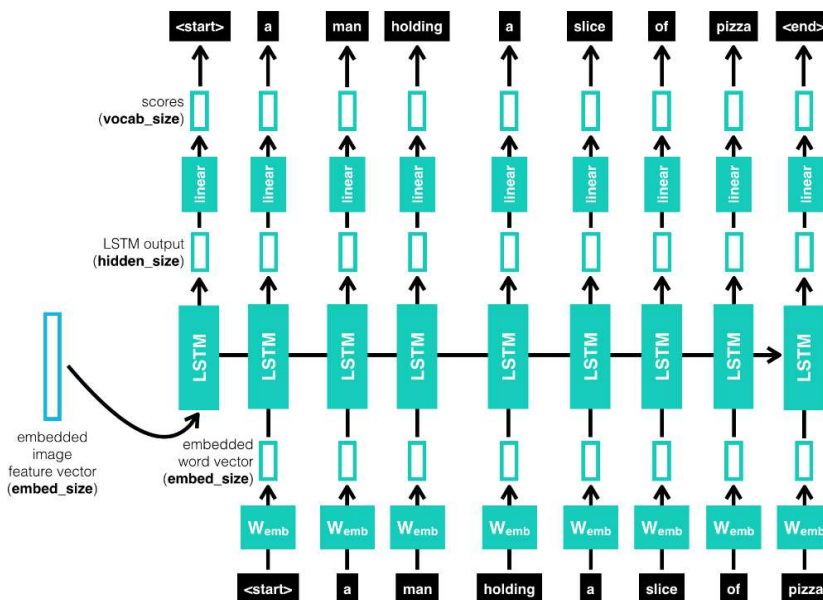 <start> a man holding a slice of pizza <end>
scores
(vocab_size)
linear linear linear linear linear linear linear linear linear
LSTM output
(hidden_size)
LSTM LSTM LSTM LSTM LSTM LSTM LSTM LSTM LSTM
embedded
image
feature vector
(embed_size)
embedded
word vector
(embed_size)
Wemb Wemb Wemb Wemb Wemb Wemb Wemb Wemb
<start> a man holding a slice of pizza